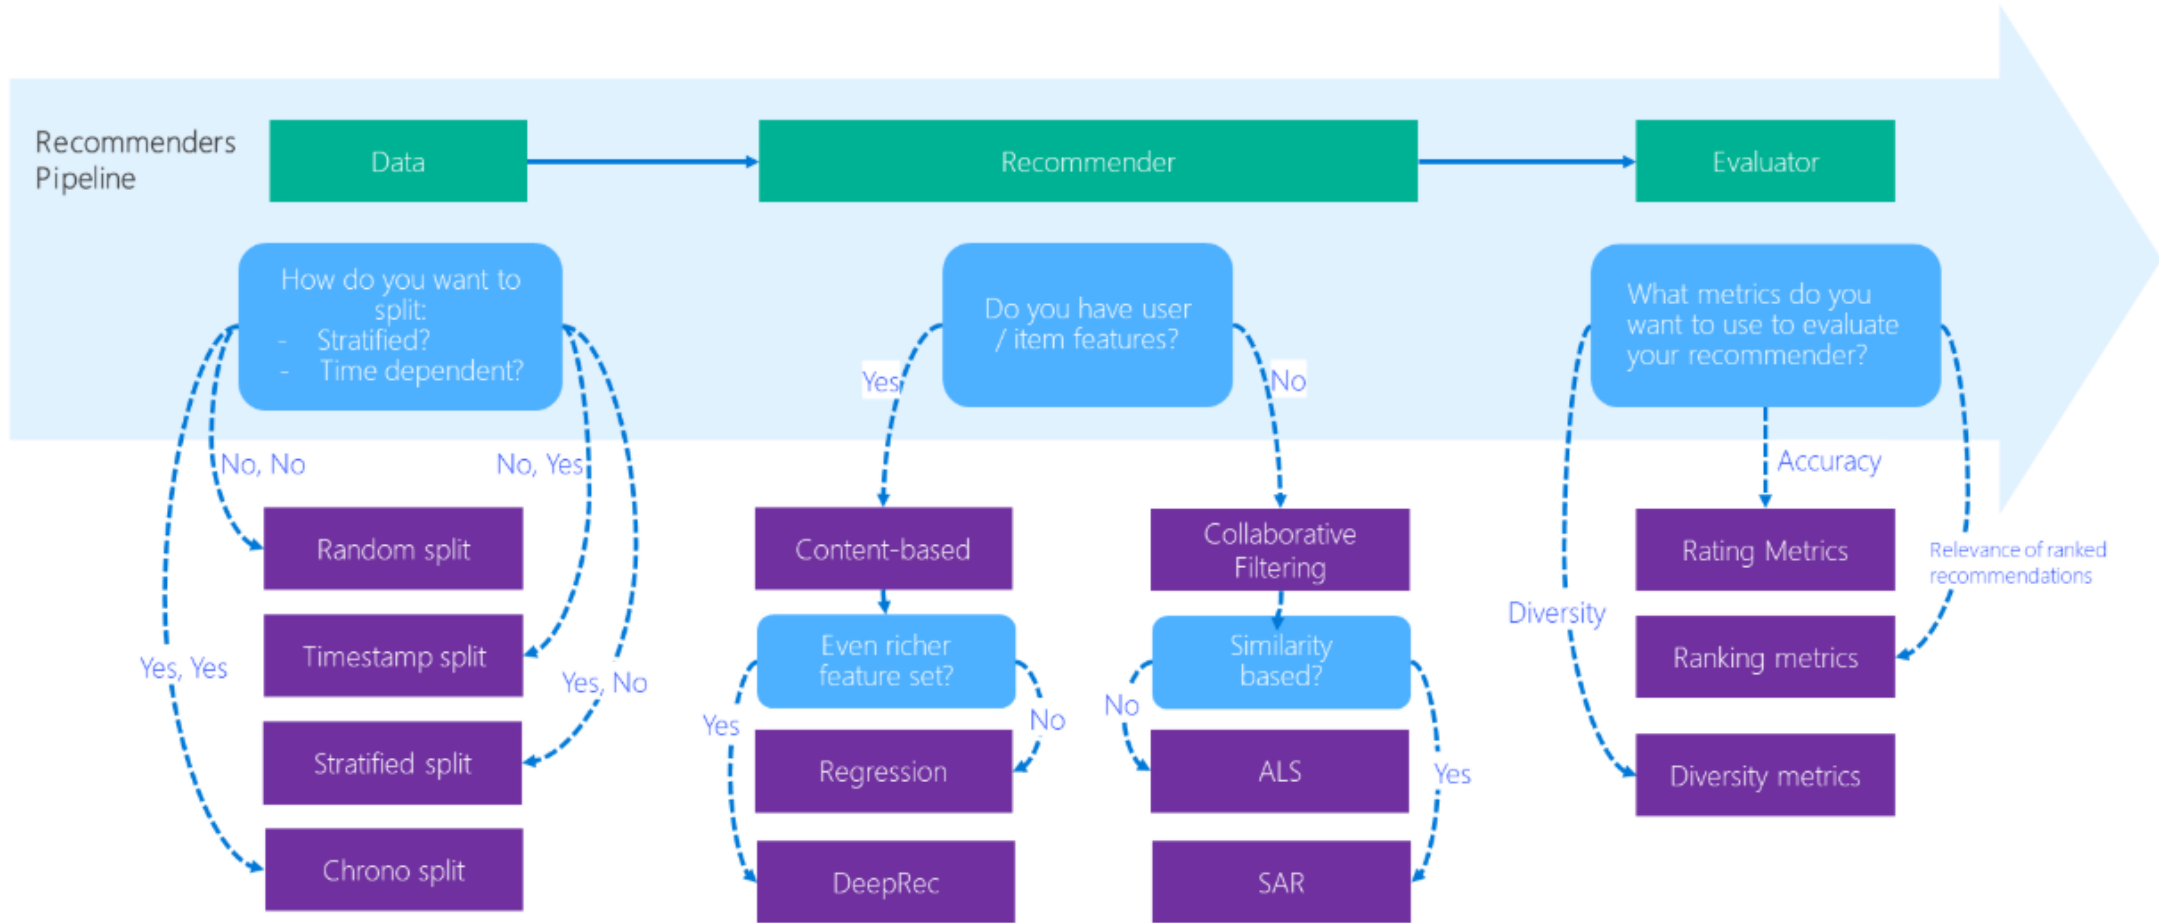 Recommenders
Pipeline
Data
Recommender
Evaluator
How do you want to
split:
- Stratified?
- Time dependent?
Do you have user
/ item features?
What metrics do you
want to use to evaluate
your recommender?
Yes
No
No, No
No, Yes
Accuracy
Random split
Timestamp split
Stratified split
Chrono split
Yes, Yes
Yes, No
Content-based
Even richer
feature set?
Yes
No
Regression
DeepRec
Collaborative
Filtering
Similarity
based?
No
Yes
ALS
SAR
Rating Metrics
Relevance of ranked
recommendations
Diversity
Ranking metrics
Diversity metrics